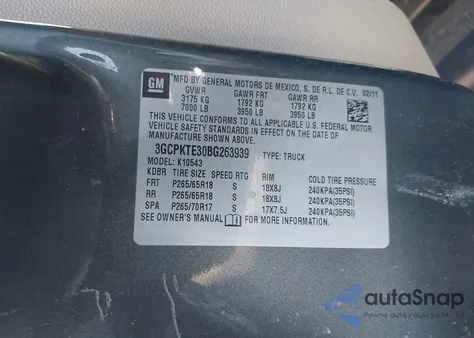 GM
*MFD BY GENERAL MOTORS DE MEXICO, S. DE R.L. DE C.V. 02/11
GVWR GAWR FRT GAWR RR
3175 KG 1792 KG 1792 KG
7000 LB 3950 LB 3950 LB
THIS VEHICLE CONFORMS TO ALL APPLICABLE U.S. FEDERAL MOTOR
VEHICLE SAFETY STANDARDS IN EFFECT ON THE DATE OF
MANUFACTURE SHOWN ABOVE.
3GCPKTE30BG263939 TYPE: TRUCK
MODEL: K10543
KDBR TIRE SIZE SPEED RTG RIM COLD TIRE PRESSURE
FRT P265/65R18 S 18X8J 240KPA(35PSI)
RR P265/65R18 S 18X8J 240KPA(35PSI)
SPA P265/70R17 S 17X7.5J 240KPA(35PSI)
SEE OWNER'S MANUAL FOR MORE INFORMATION.
autoSnap